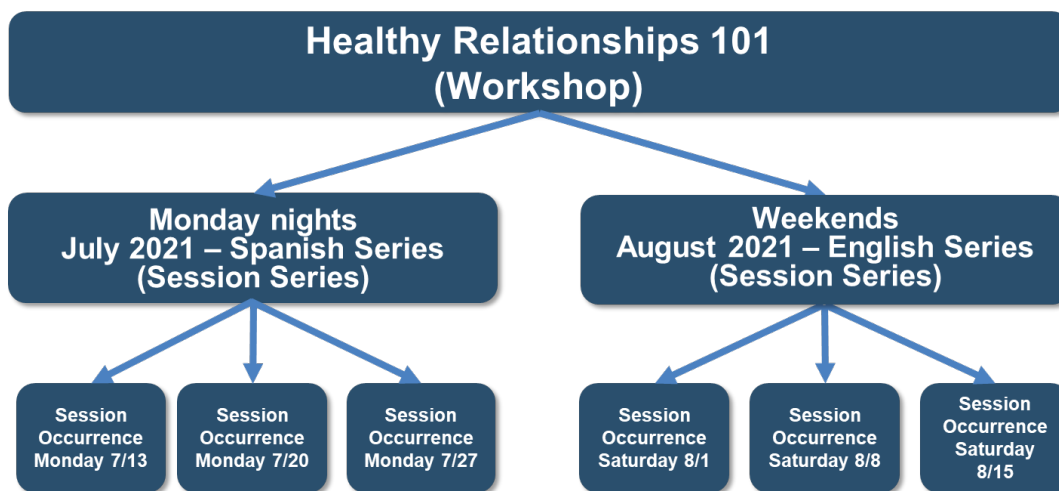 Healthy Relationships 101
(Workshop)
Monday nights
July 2021 – Spanish Series
(Session Series)
Weekends
August 2021 – English Series
(Session Series)
Session
Occurrence
Monday 7/13
Session
Occurrence
Monday 7/20
Session
Occurrence
Monday 7/27
Session
Occurrence
Saturday 8/1
Session
Occurrence
Saturday 8/8
Session
Occurrence
Saturday
8/15